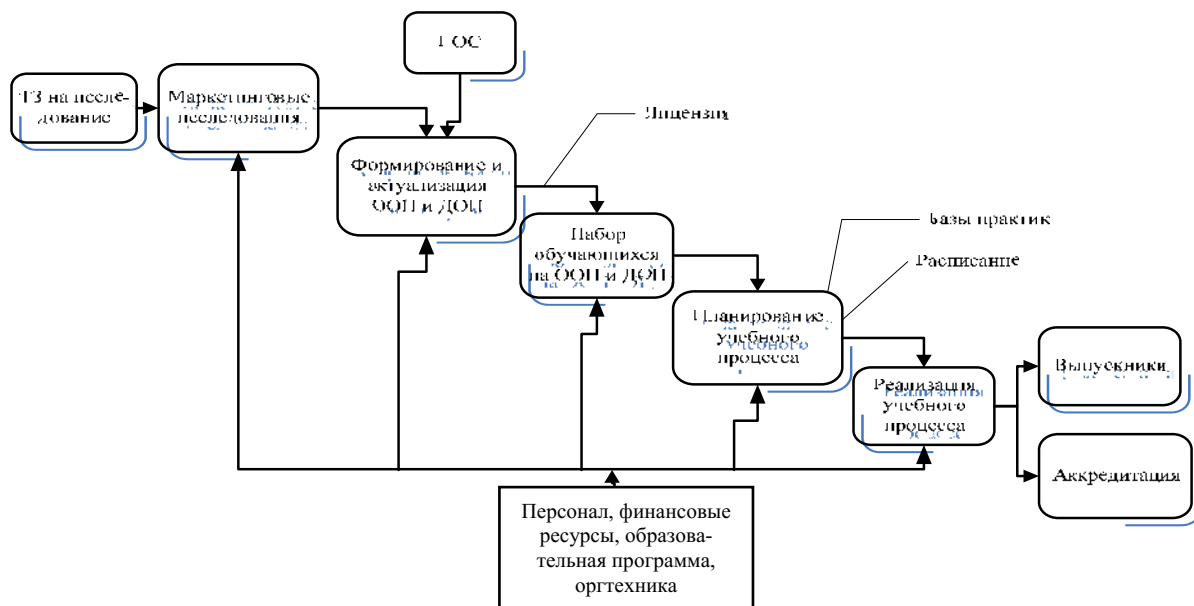 ГОС
ТЗ на иссле-
дование
Маркетинговые
исследования
Лицензия
Формирование и
актуализация
ООП и ДОП
Набор
обучающихся
на ООП и ДОП
Базы практик
Расписание
Планирование
учебного
процесса
Реализация
учебного
процесса
Выпускники
Аккредитация
Персонал, финансовые
ресурсы, образова-
тельная программа,
оргтехника